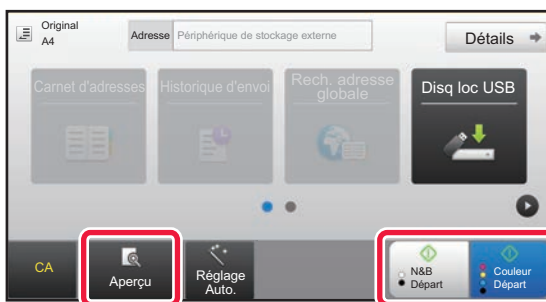 Original
A4
Adresse Périphérique de stockage externe
Détails
Carnet d'adresses
Historique d'envoi
Rech. adresse
globale
Disq loc USB
CA
Aperçu
Réglage
Auto.
N&B
Départ
Couleur
Départ